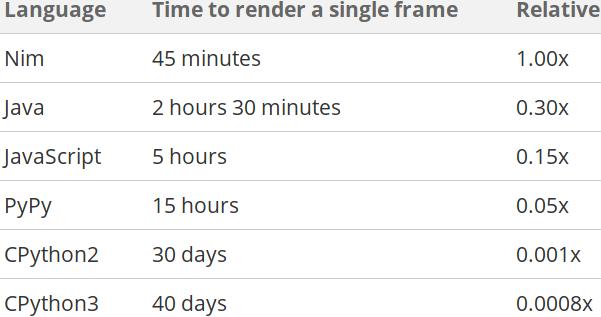 Language Time to render a single frame Relative
Nim 45 minutes 1.00x
Java 2 hours 30 minutes 0.30x
JavaScript 5 hours 0.15x
PyPy 15 hours 0.05x
CPython2 30 days 0.001x
CPython3 40 days 0.0008x